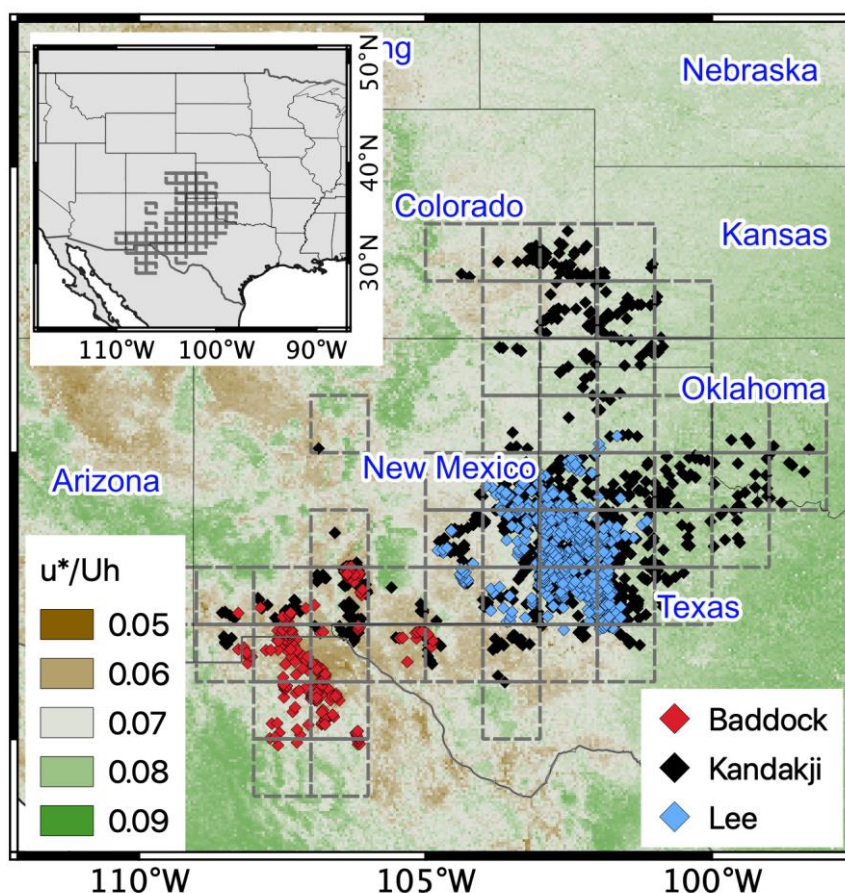 ng
Nebraska
50°N
40°N
30°N
110°W 100°W 90°W
Colorado
Kansas
Oklahoma
New Mexico
Arizona
Texas
u*/Uh
0.05
0.06
0.07
0.08
0.09
Baddock
Kandakji
Lee
110°W 105°W 100°W